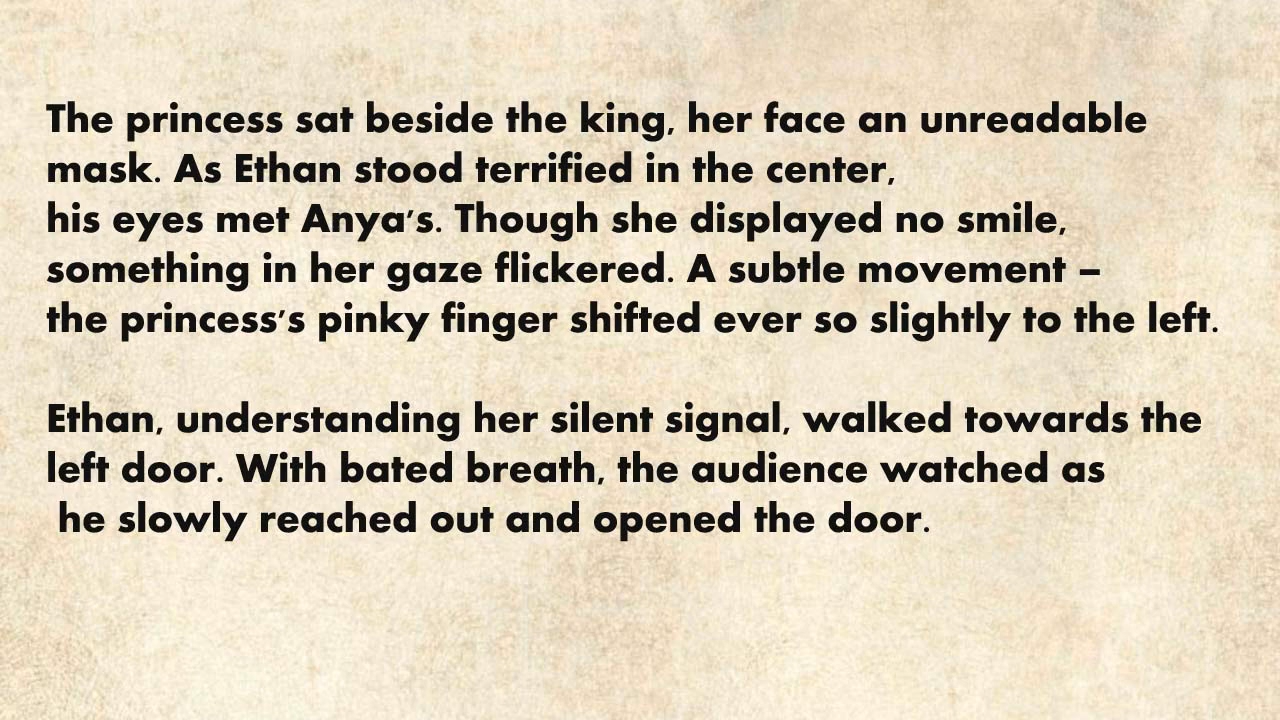 The princess sat beside the king, her face an unreadable
mask. As Ethan stood terrified in the center,
his eyes met Anya's. Though she displayed no smile,
something in her gaze flickered. A subtle movement –
the princess's pinky finger shifted ever so slightly to the left.
Ethan, understanding her silent signal, walked towards the
left door. With bated breath, the audience watched as
he slowly reached out and opened the door.